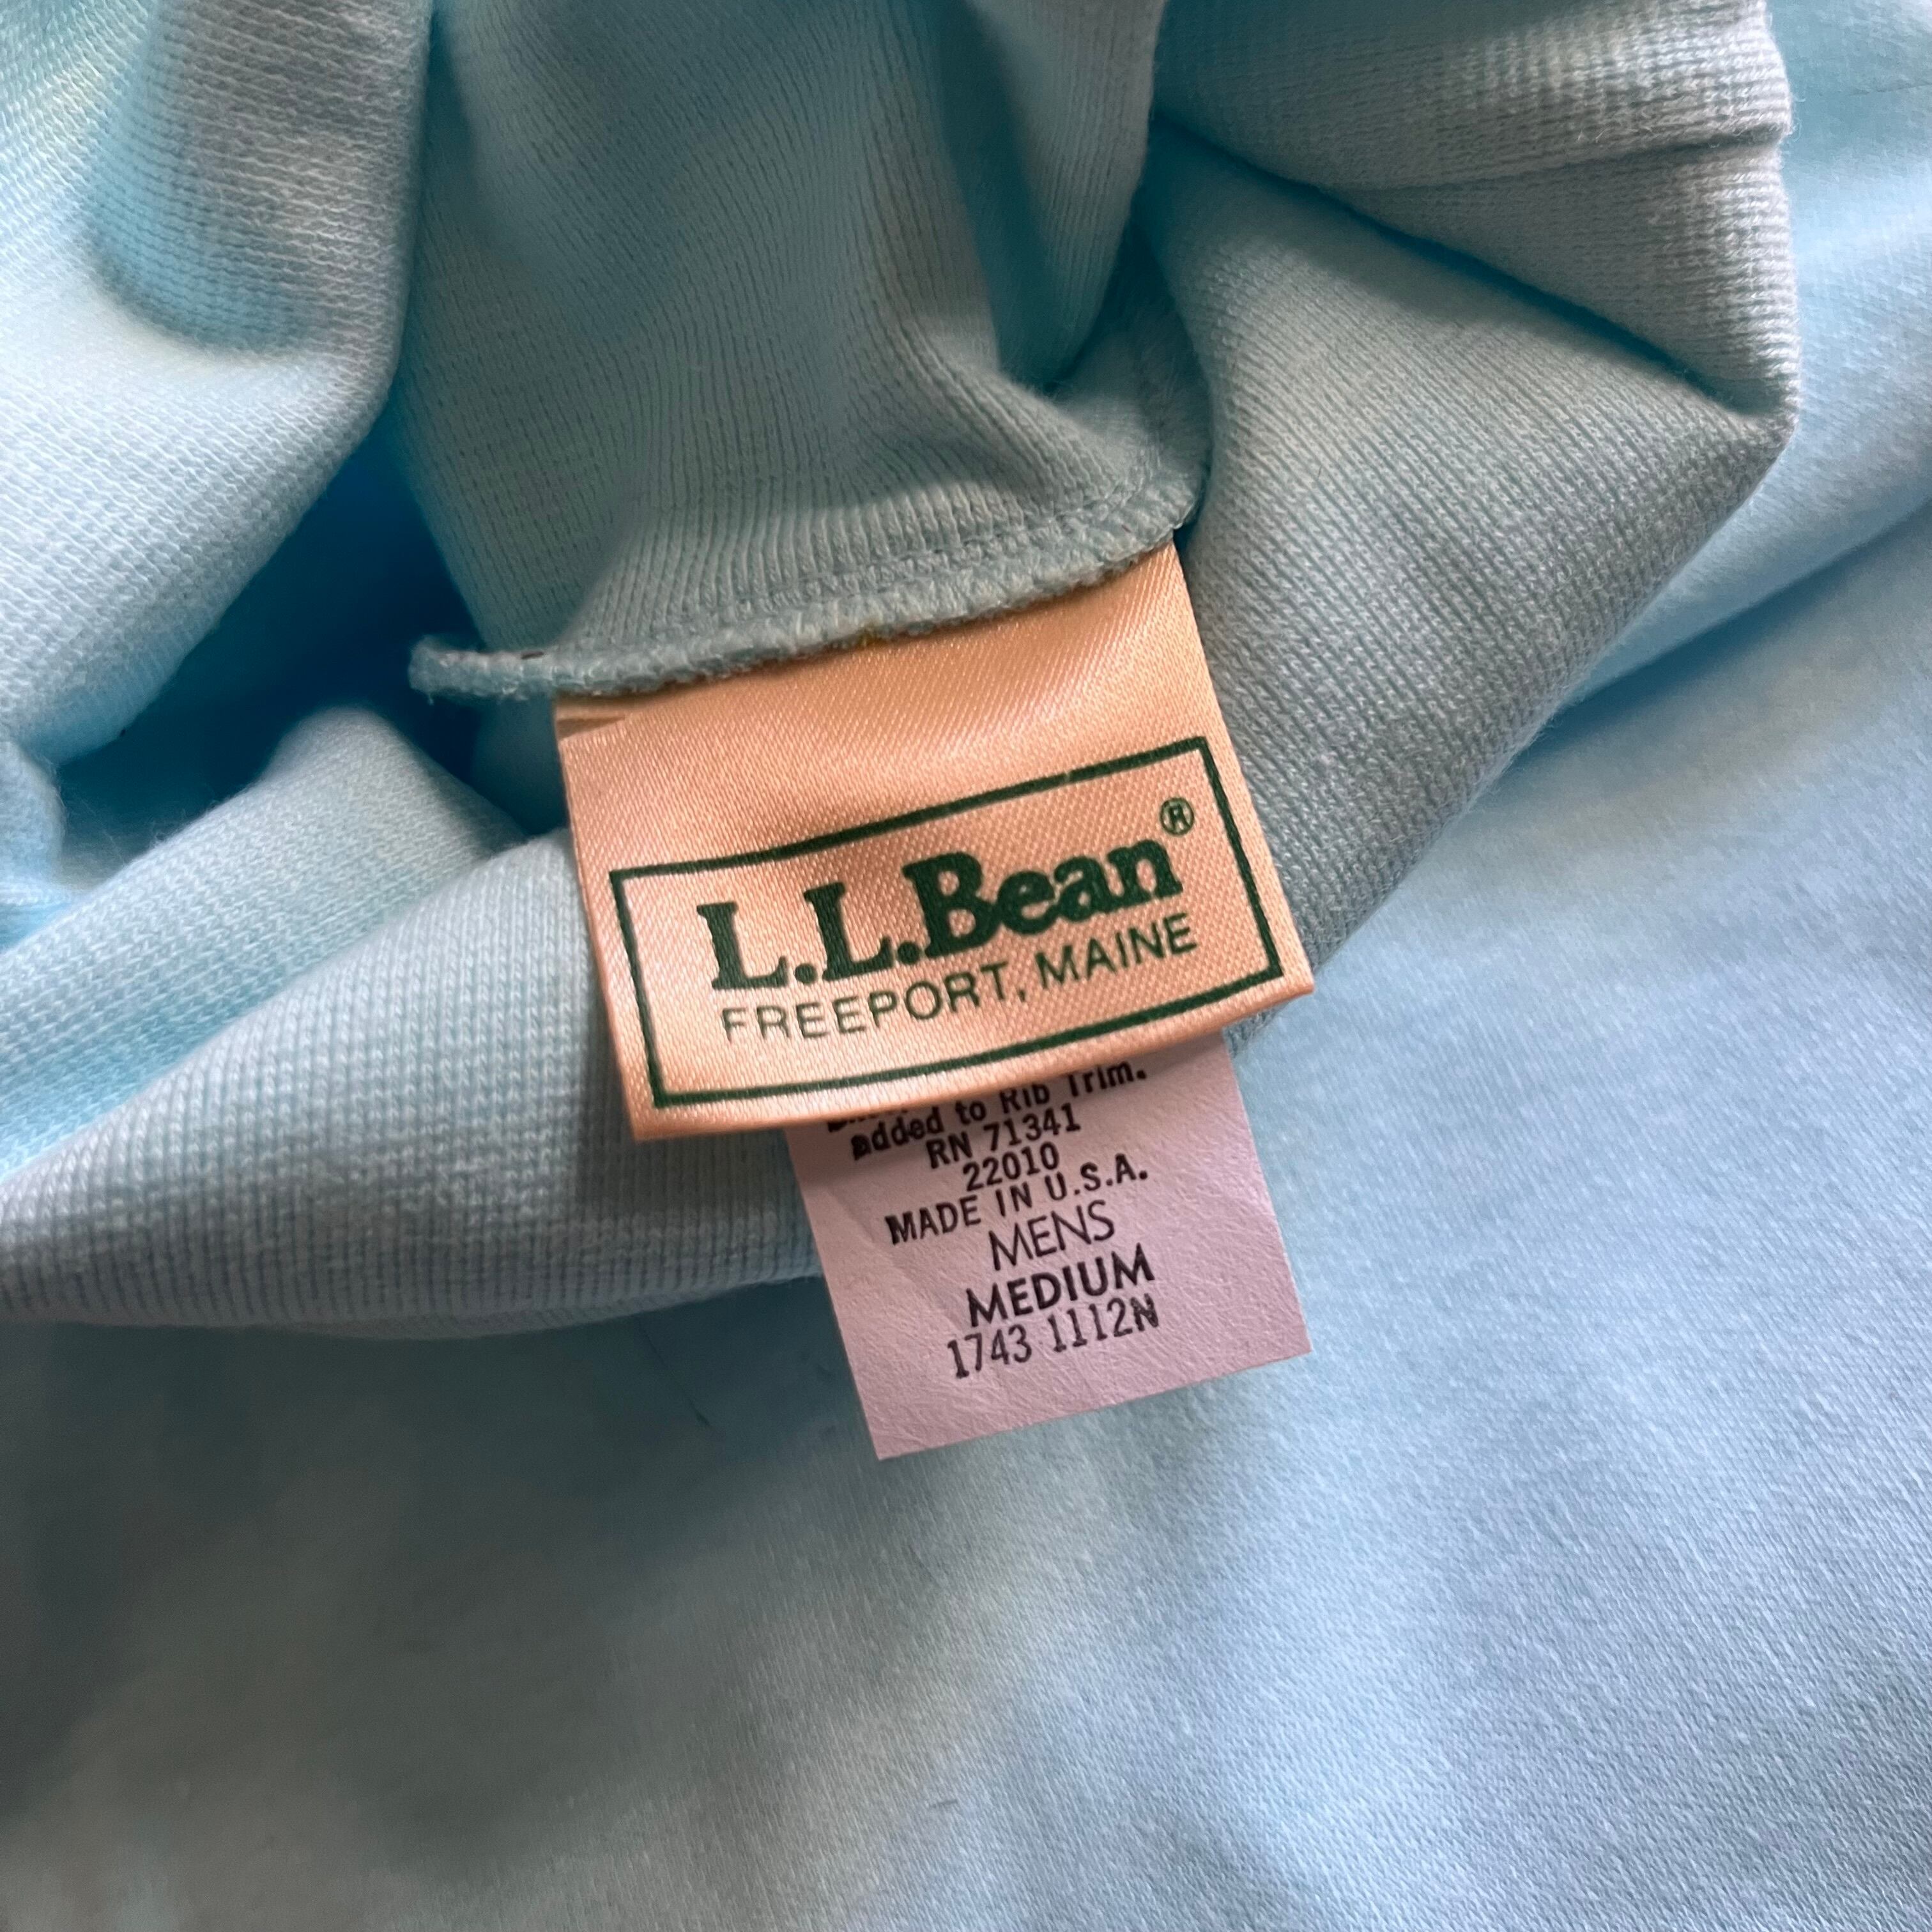 L.L.Bean®
FREEPORT, MAINE
Rib Trim.
added to
RN 71341
22010
MADE IN U.S.A.
MENS
MEDIUM
1743 1112N